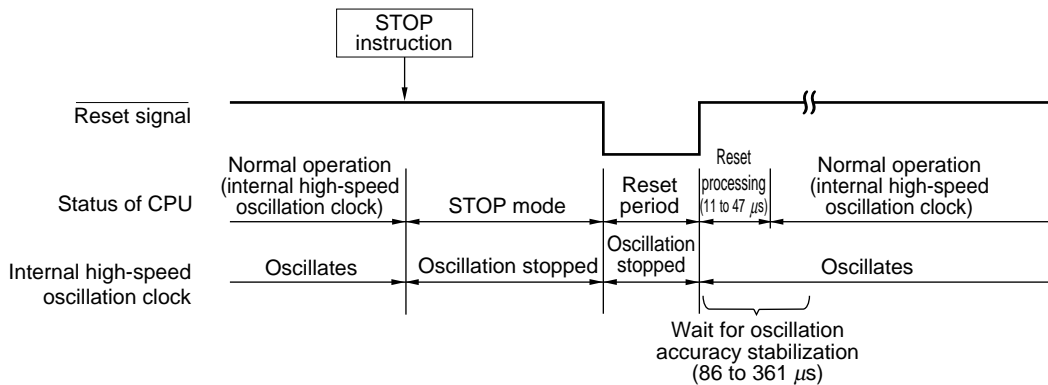 STOP
instruction
Reset signal
Status of CPU
Normal operation
(internal high-speed
oscillation clock)
STOP mode
Reset
period
Reset
processing
(11 to 47 μs)
Normal operation
(internal high-speed
oscillation clock)
Internal high-speed
oscillation clock
Oscillates
Oscillation stopped
Oscillation
stopped
Oscillates
Wait for oscillation
accuracy stabilization
(86 to 361 μs)